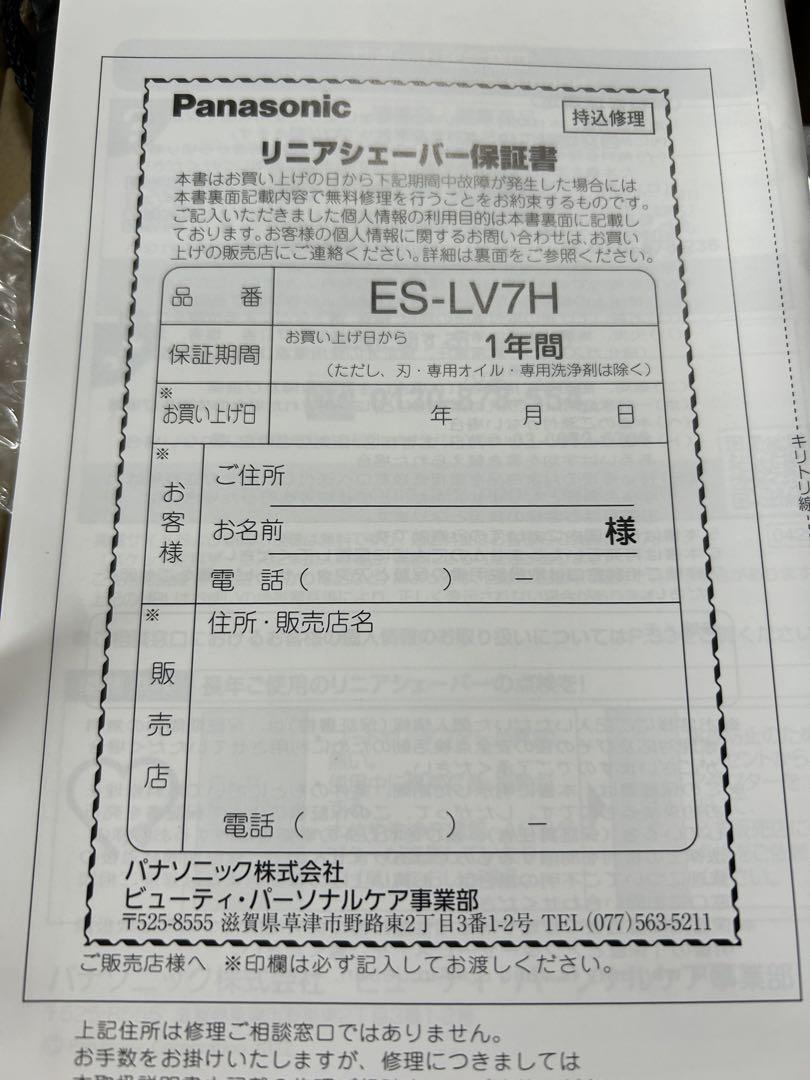 Panasonic
持込修理
リニアシェーバー保証書
本書はお買い上げの日から下記期間中故障が発生した場合には
本書裏面記載内容で無料修理を行うことをお約束するものです。
ご記入いただきました個人情報の利用目的は本書裏面に記載し
ております。お客様の個人情報に関するお問い合わせは、お買い
上げの販売店にご連絡ください。詳細は裏面をご参照ください。
品 番 ES-LV7H
保証期間 お買い上げ日から 1年間
(ただし、刃・専用オイル・専用洗浄剤は除く)
※お買い上げ日 年 月 日
※お客様
ご住所
お名前 様
電 話 ( ) −
※販売店
住所・販売店名
電話 ( ) −
パナソニック株式会社
ビューティ・パーソナルケア事業部
〒525-8555 滋賀県草津市野路東2丁目3番1-2号 TEL(077)563-5211
ご販売店様へ ※印欄は必ず記入してお渡しください。
キリトリ線
上記住所は修理ご相談窓口ではありません。
お手数をお掛けいたしますが、修理につきましては